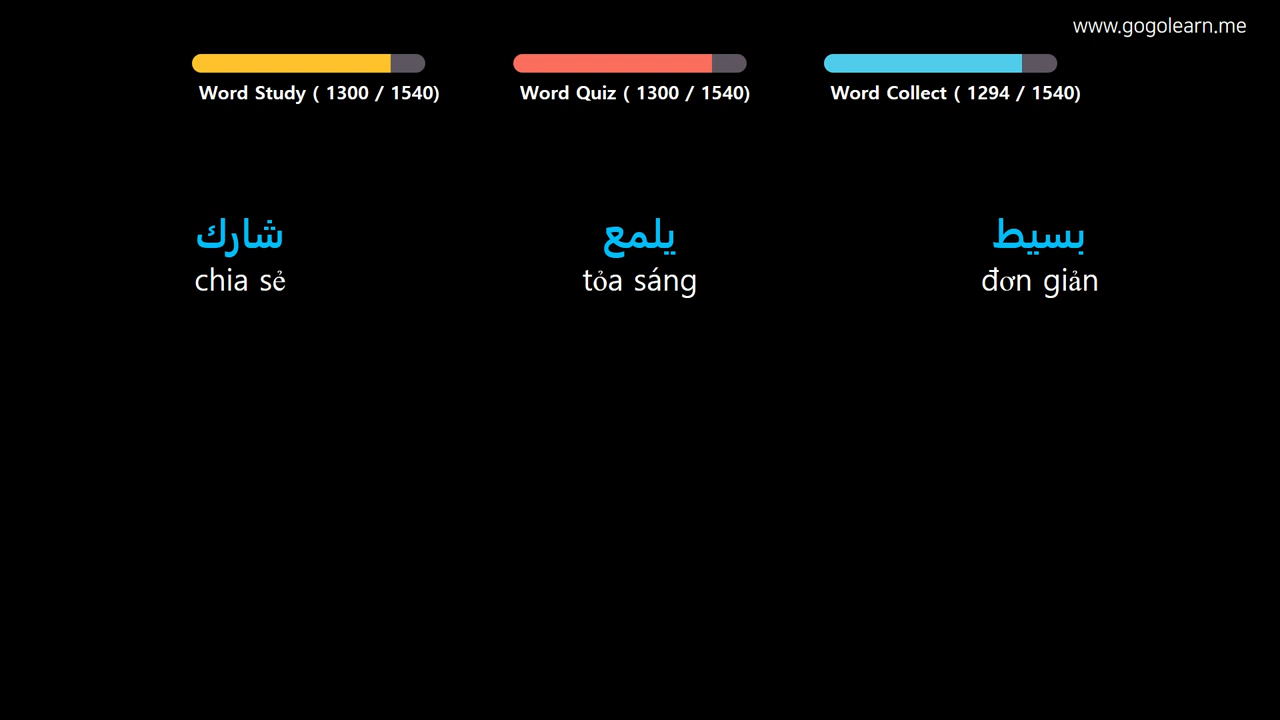 www.gogolearn.me
Word Study ( 1300 / 1540)
Word Quiz ( 1300 / 1540)
Word Collect ( 1294 / 1540)
شارك
chia sẻ
يلمع
tỏa sáng
بسيط
đơn giản